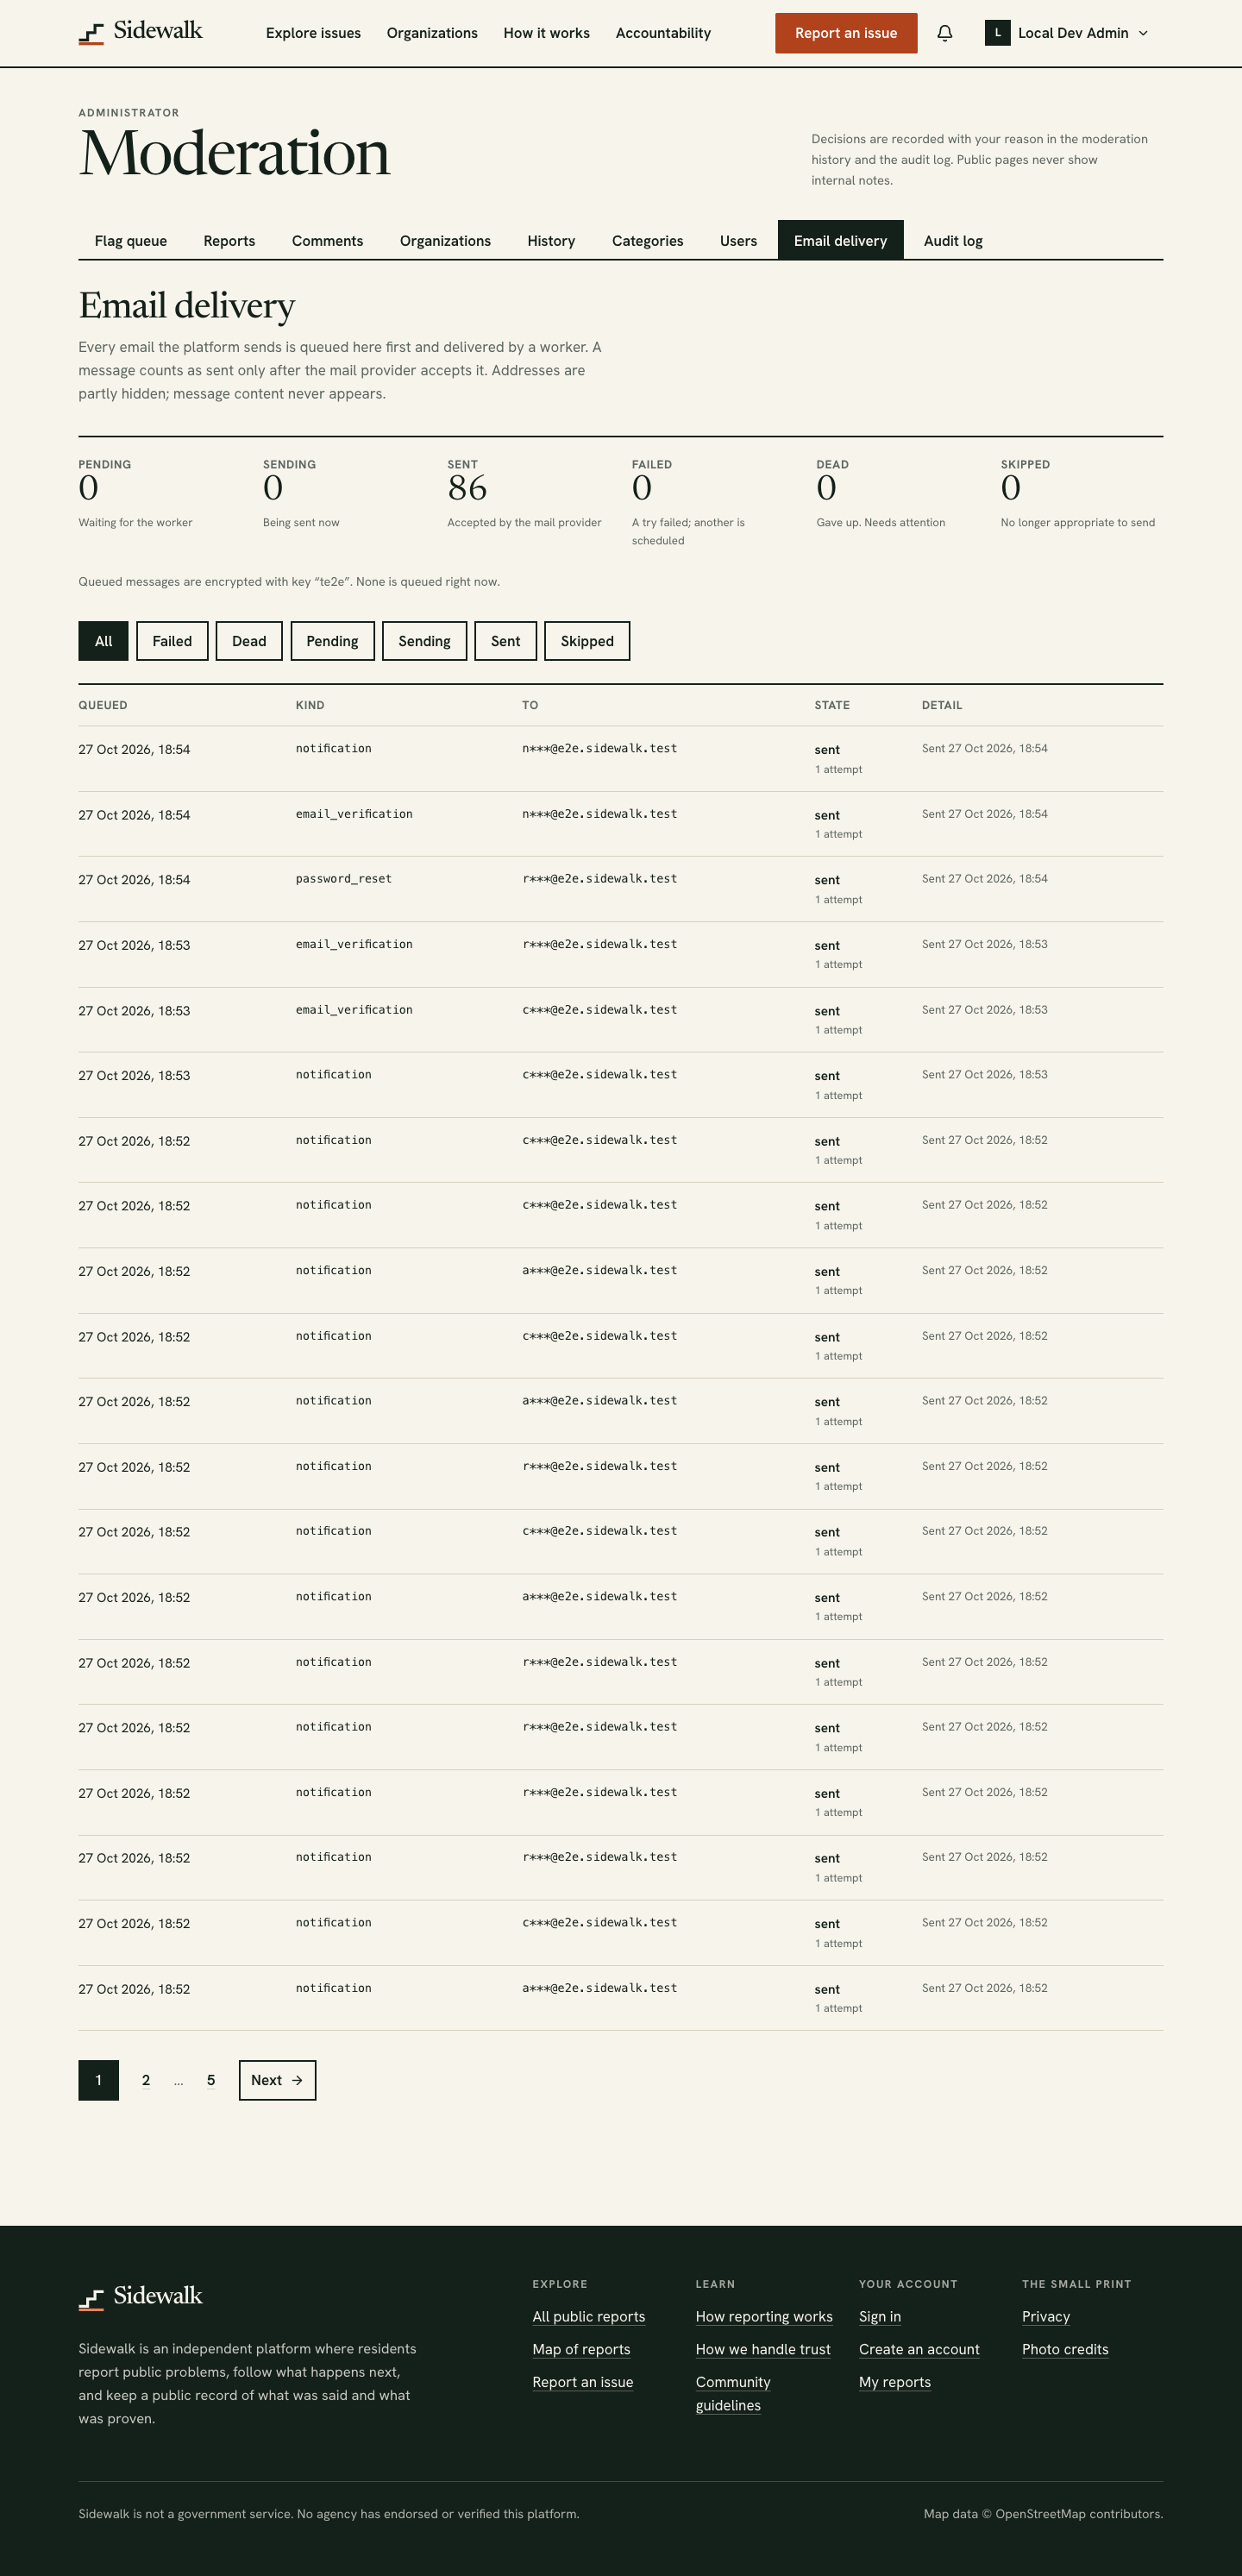 Sidewalk
Explore issues Organizations How it works Accountability
Report an issue
L Local Dev Admin
ADMINISTRATOR
Moderation
Decisions are recorded with your reason in the moderation
history and the audit log. Public pages never show
internal notes.
Flag queue Reports Comments Organizations History Categories Users Email delivery Audit log
Email delivery
Every email the platform sends is queued here first and delivered by a worker. A
message counts as sent only after the mail provider accepts it. Addresses are
partly hidden; message content never appears.
PENDING SENDING SENT FAILED DEAD SKIPPED
0 0 86 0 0 0
Waiting for the worker Being sent now Accepted by the mail provider A try failed; another is Gave up. Needs attention No longer appropriate to send
scheduled
Queued messages are encrypted with key “te2e”. None is queued right now.
All Failed Dead Pending Sending Sent Skipped
QUEUED KIND TO STATE DETAIL
27 Oct 2026, 18:54 notification n***@e2e.sidewalk.test sent Sent 27 Oct 2026, 18:54
1 attempt
27 Oct 2026, 18:54 email_verification n***@e2e.sidewalk.test sent Sent 27 Oct 2026, 18:54
1 attempt
27 Oct 2026, 18:54 password_reset r***@e2e.sidewalk.test sent Sent 27 Oct 2026, 18:54
1 attempt
27 Oct 2026, 18:53 email_verification r***@e2e.sidewalk.test sent Sent 27 Oct 2026, 18:53
1 attempt
27 Oct 2026, 18:53 email_verification c***@e2e.sidewalk.test sent Sent 27 Oct 2026, 18:53
1 attempt
27 Oct 2026, 18:53 notification c***@e2e.sidewalk.test sent Sent 27 Oct 2026, 18:53
1 attempt
27 Oct 2026, 18:52 notification c***@e2e.sidewalk.test sent Sent 27 Oct 2026, 18:52
1 attempt
27 Oct 2026, 18:52 notification c***@e2e.sidewalk.test sent Sent 27 Oct 2026, 18:52
1 attempt
27 Oct 2026, 18:52 notification a***@e2e.sidewalk.test sent Sent 27 Oct 2026, 18:52
1 attempt
27 Oct 2026, 18:52 notification c***@e2e.sidewalk.test sent Sent 27 Oct 2026, 18:52
1 attempt
27 Oct 2026, 18:52 notification a***@e2e.sidewalk.test sent Sent 27 Oct 2026, 18:52
1 attempt
27 Oct 2026, 18:52 notification r***@e2e.sidewalk.test sent Sent 27 Oct 2026, 18:52
1 attempt
27 Oct 2026, 18:52 notification c***@e2e.sidewalk.test sent Sent 27 Oct 2026, 18:52
1 attempt
27 Oct 2026, 18:52 notification a***@e2e.sidewalk.test sent Sent 27 Oct 2026, 18:52
1 attempt
27 Oct 2026, 18:52 notification r***@e2e.sidewalk.test sent Sent 27 Oct 2026, 18:52
1 attempt
27 Oct 2026, 18:52 notification r***@e2e.sidewalk.test sent Sent 27 Oct 2026, 18:52
1 attempt
27 Oct 2026, 18:52 notification r***@e2e.sidewalk.test sent Sent 27 Oct 2026, 18:52
1 attempt
27 Oct 2026, 18:52 notification r***@e2e.sidewalk.test sent Sent 27 Oct 2026, 18:52
1 attempt
27 Oct 2026, 18:52 notification c***@e2e.sidewalk.test sent Sent 27 Oct 2026, 18:52
1 attempt
27 Oct 2026, 18:52 notification a***@e2e.sidewalk.test sent Sent 27 Oct 2026, 18:52
1 attempt
1 2 … 5 Next →
Sidewalk
Sidewalk is an independent platform where residents
report public problems, follow what happens next,
and keep a public record of what was said and what
was proven.
EXPLORE
All public reports
Map of reports
Report an issue
LEARN
How reporting works
How we handle trust
Community
guidelines
YOUR ACCOUNT
Sign in
Create an account
My reports
THE SMALL PRINT
Privacy
Photo credits
Sidewalk is not a government service. No agency has endorsed or verified this platform.
Map data © OpenStreetMap contributors.